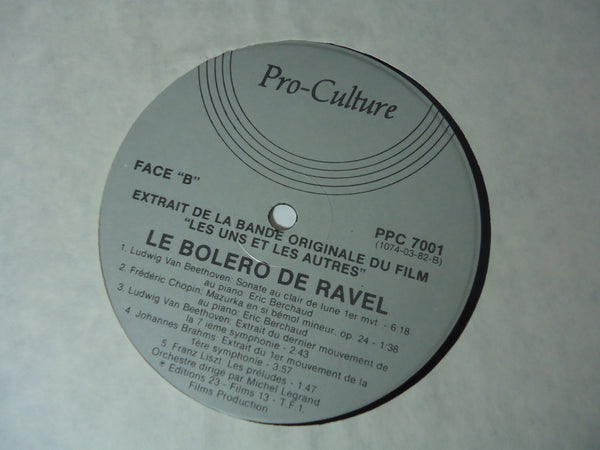 Pro-Culture
FACE "B"
PPC 7001
(1074-03-82-B)
EXTRAIT DE LA BANDE ORIGINALE DU FILM
"LES UNS ET LES AUTRES"
LE BOLERO DE RAVEL
1. Ludwig Van Beethoven: Sonate au clair de lune 1er mvt. - 6:18
au piano: Eric Berchaud
2. Frédéric Chopin: Mazurka en si bémol mineur, op. 24 - 1:38
au piano: Eric Berchaud
3. Ludwig Van Beethoven: Extrait du dernier mouvement de
la 7 ième symphonie - 2:43
4. Johannes Brahms: Extrait du 1er mouvement de la
1ère symphonie - 3:57
5. Franz Liszt: Les préludes - 1:47
Orchestre dirigé par Michel Legrand
* Editions 23 - Films 13 - T.F.1.
Films Production